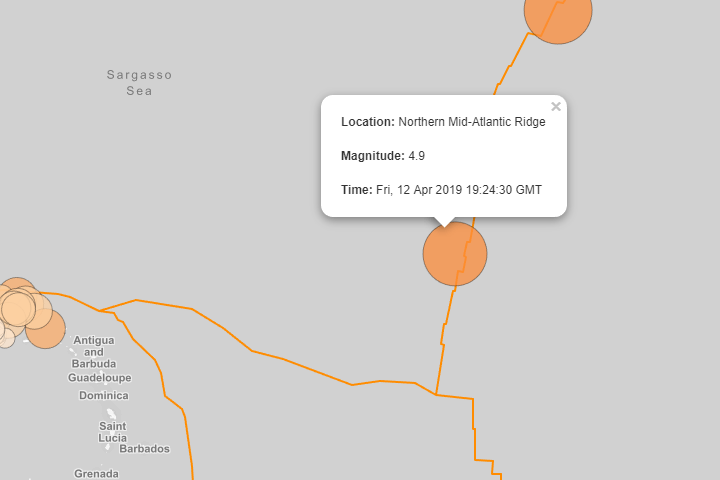 Sargasso
Sea
×
Location: Northern Mid-Atlantic Ridge
Magnitude: 4.9
Time: Fri, 12 Apr 2019 19:24:30 GMT
Antigua
and
Barbuda
Guadeloupe
Dominica
Saint
Lucia
Barbados
Grenada